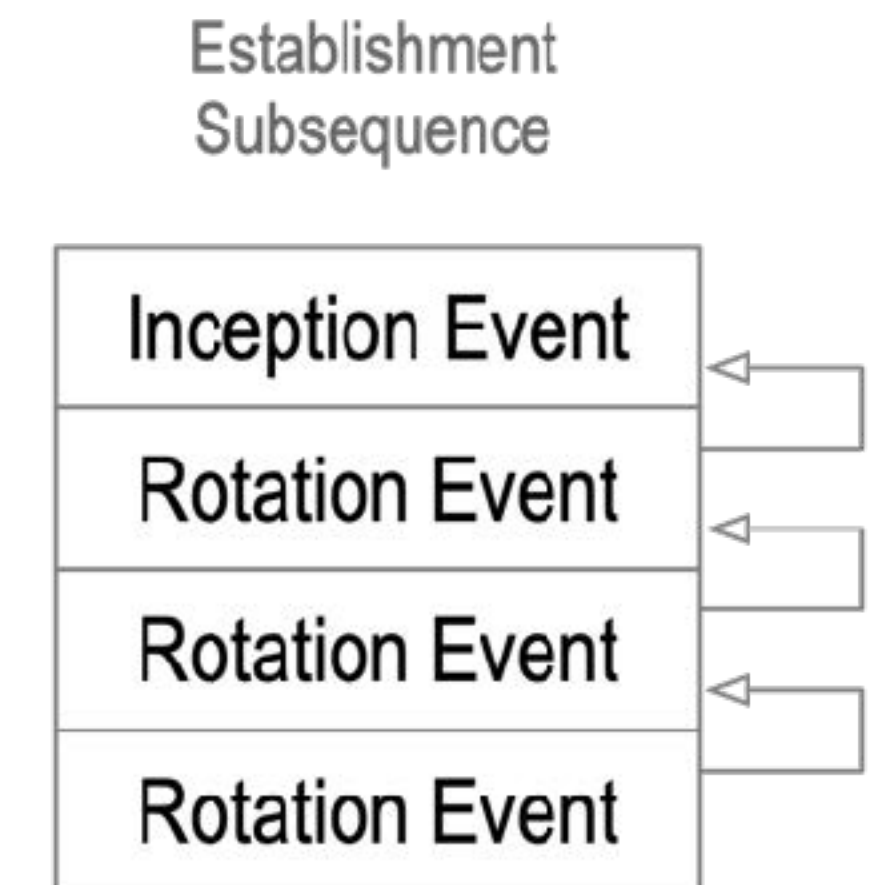 Establishment
Subsequence
Inception Event
Rotation Event
Rotation Event
Rotation Event